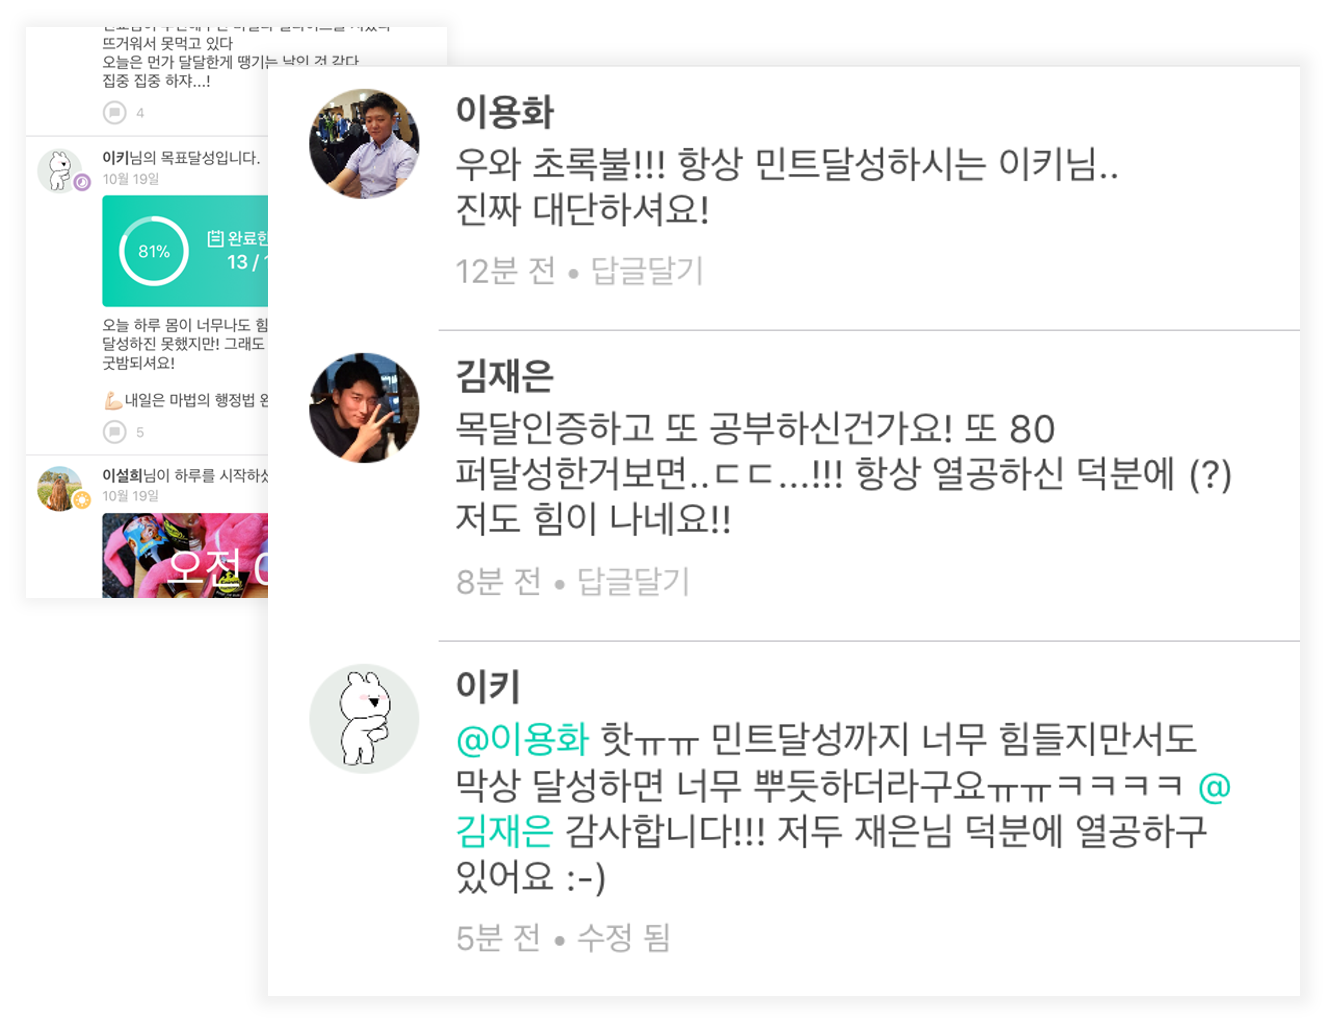 뜨거워서 못먹고 있다
오늘은 먼가 달달한게 땡기는 날인 것 같다
집중 집중 하쟈...!
4
이키님의 목표달성입니다.
10월 19일
81%
완료한
13 /
오늘 하루 몸이 너무나도 힘
달성하진 못했지만! 그래도
굿밤되셔요!
💪🏻내일은 마법의 행정법 완
5
이설희님이 하루를 시작하셨
10월 19일
오전 0
이용화
우와 초록불!!! 항상 민트달성하시는 이키님..
진짜 대단하셔요!
12분 전 • 답글달기
김재은
목달인증하고 또 공부하신건가요! 또 80
퍼달성한거보면..ㄷㄷ...!!! 항상 열공하신 덕분에 (?)
저도 힘이 나네요!!
8분 전 • 답글달기
이키
@이용화 핫ㅠㅠ 민트달성까지 너무 힘들지만서도
막상 달성하면 너무 뿌듯하더라구요ㅠㅠㅋㅋㅋㅋ @
김재은 감사합니다!!! 저두 재은님 덕분에 열공하구
있어요 :-)
5분 전 • 수정 됨